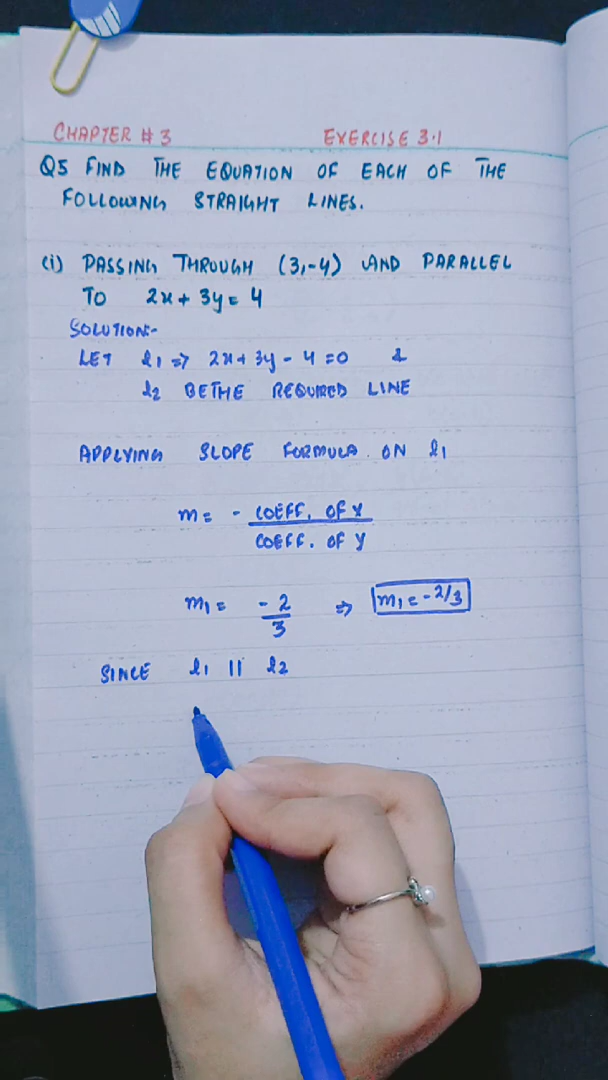 CHAPTER # 3 EXERCISE 3.1
Q5 FIND THE EQUATION OF EACH OF THE
FOLLOWING STRAIGHT LINES.
(i) PASSING THROUGH (3,-4) AND PARALLEL
TO 2x + 3y = 4
SOLUTION:-
LET l1 => 2x + 3y - 4 = 0 &
l2 BE THE REQUIRED LINE
APPLYING SLOPE FORMULA ON l1
m = - COEFF. OF X / COEFF. OF Y
m1 = -2/3 => m1 = -2/3
SINCE l1 || l2